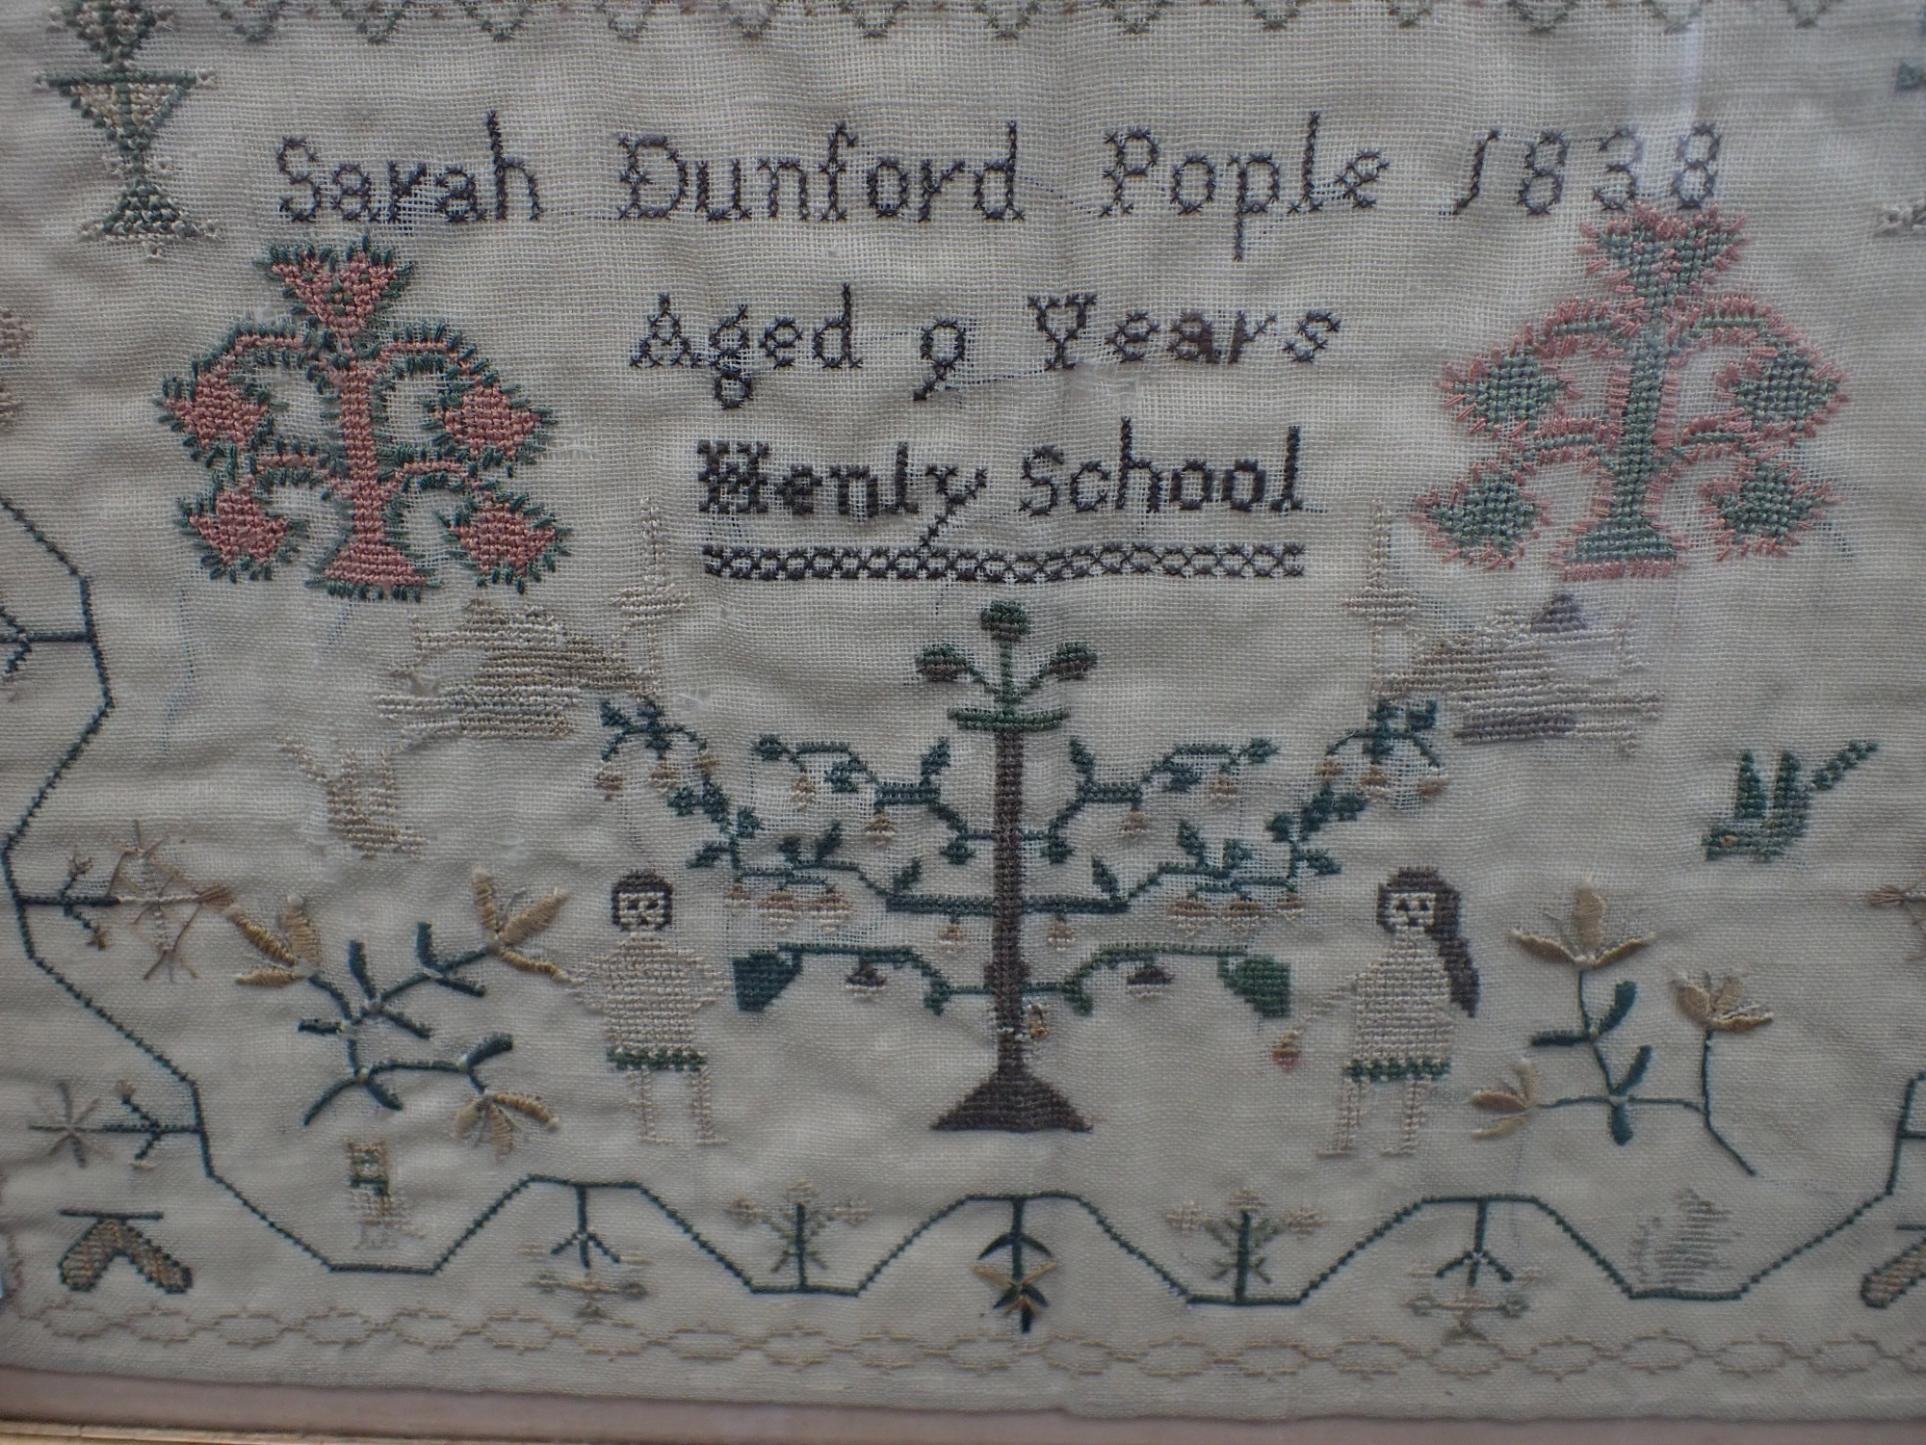 Sarah Dunford Pople 1838
Aged 9 Years
Henly School